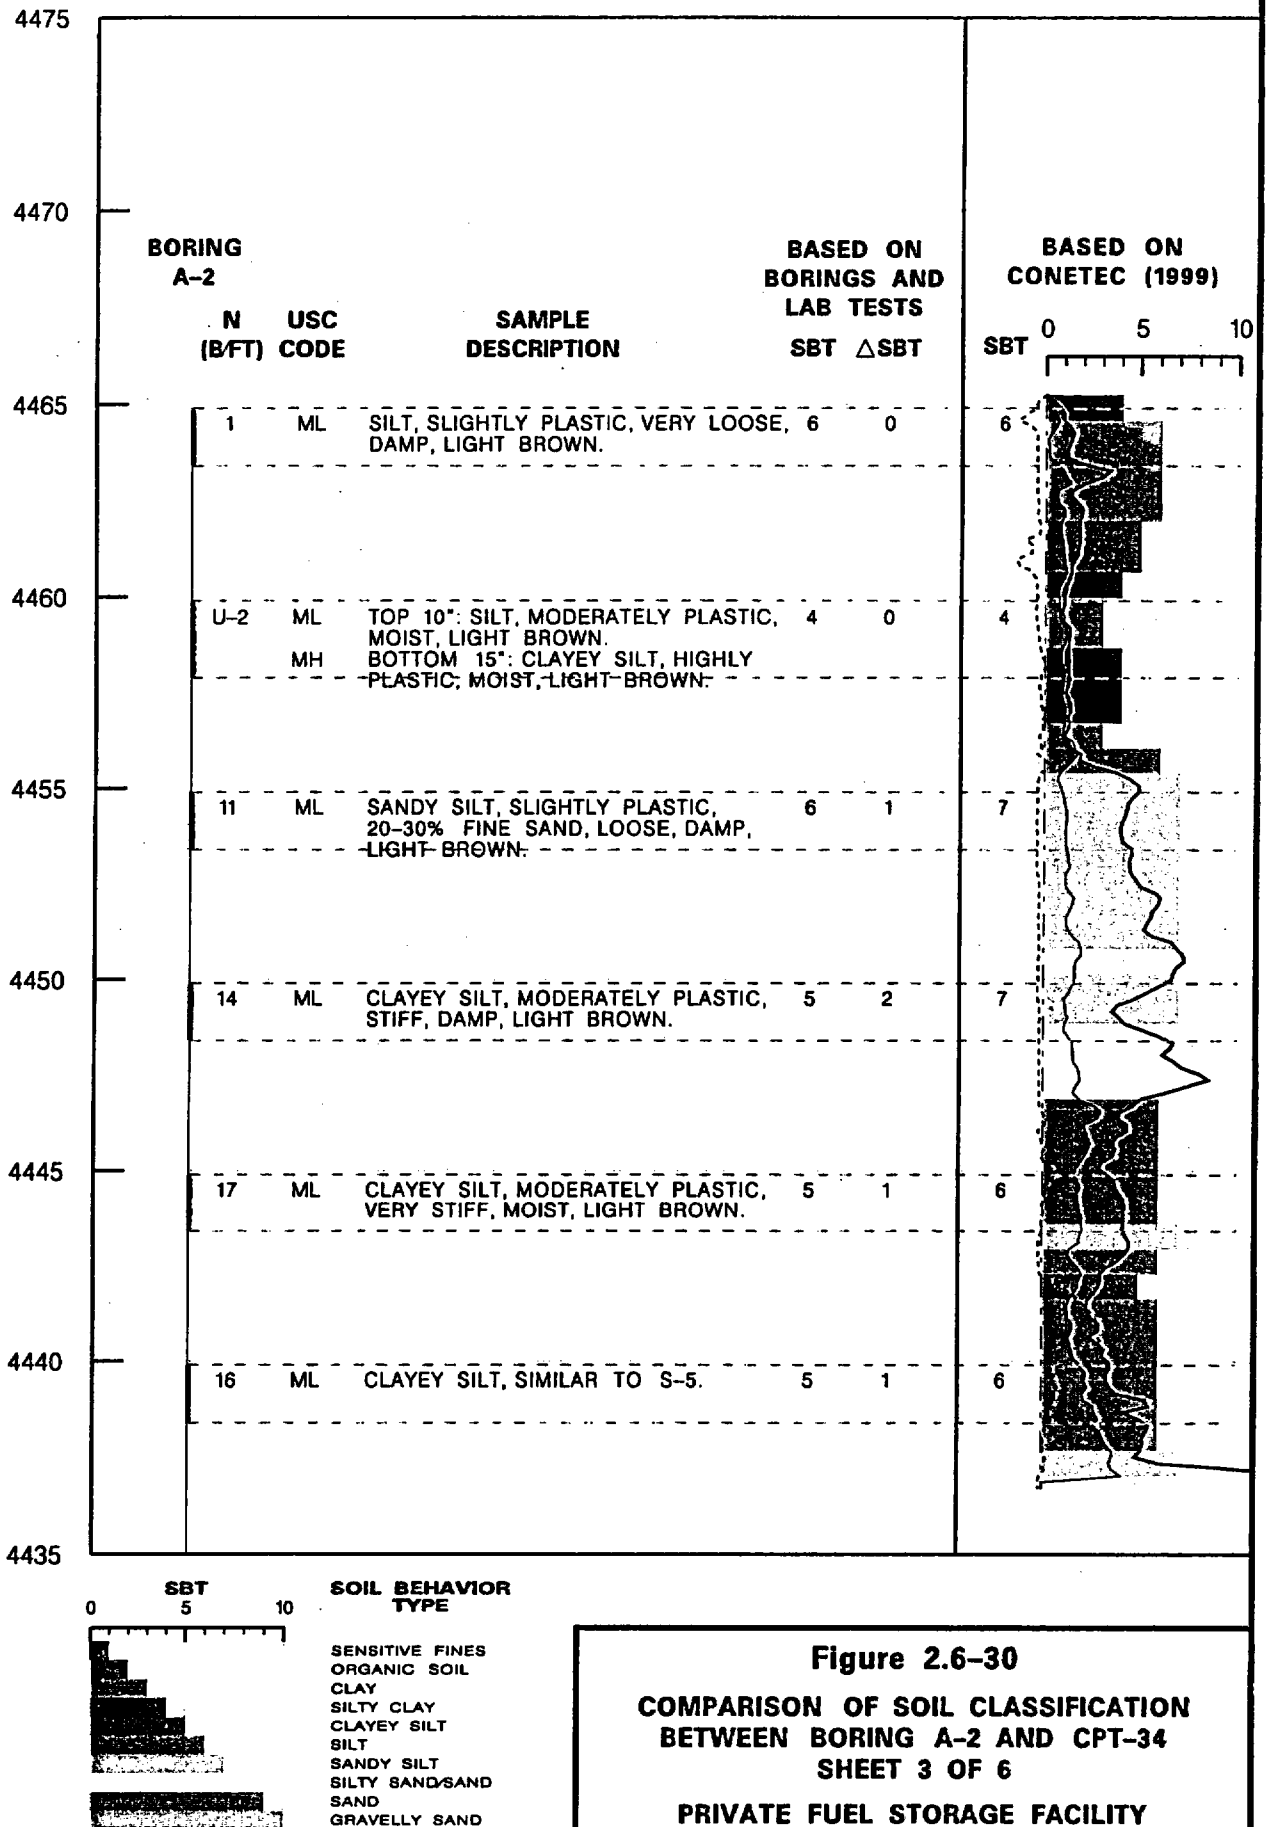 4475
4470
BORING
A–2
BASED ON
BORINGS AND
LAB TESTS
BASED ON
CONETEC (1999)
N
(B/FT)
USC
CODE
SAMPLE
DESCRIPTION
SBT △SBT
SBT
0 5 10
4465
1 ML SILT, SLIGHTLY PLASTIC, VERY LOOSE, 6 0 6
DAMP, LIGHT BROWN.
4460
U–2 ML TOP 10": SILT, MODERATELY PLASTIC, 4 0 4
MOIST, LIGHT BROWN.
MH BOTTOM 15": CLAYEY SILT, HIGHLY
PLASTIC, MOIST, LIGHT BROWN.
4455
11 ML SANDY SILT, SLIGHTLY PLASTIC, 6 1 7
20–30% FINE SAND, LOOSE, DAMP,
LIGHT BROWN.
4450
14 ML CLAYEY SILT, MODERATELY PLASTIC, 5 2 7
STIFF, DAMP, LIGHT BROWN.
4445
17 ML CLAYEY SILT, MODERATELY PLASTIC, 5 1 6
VERY STIFF, MOIST, LIGHT BROWN.
4440
16 ML CLAYEY SILT, SIMILAR TO S–5. 5 1 6
4435
SBT
0 5 10
SOIL BEHAVIOR
TYPE
SENSITIVE FINES
ORGANIC SOIL
CLAY
SILTY CLAY
CLAYEY SILT
SILT
SANDY SILT
SILTY SAND/SAND
SAND
GRAVELLY SAND
Figure 2.6–30
COMPARISON OF SOIL CLASSIFICATION
BETWEEN BORING A–2 AND CPT–34
SHEET 3 OF 6
PRIVATE FUEL STORAGE FACILITY